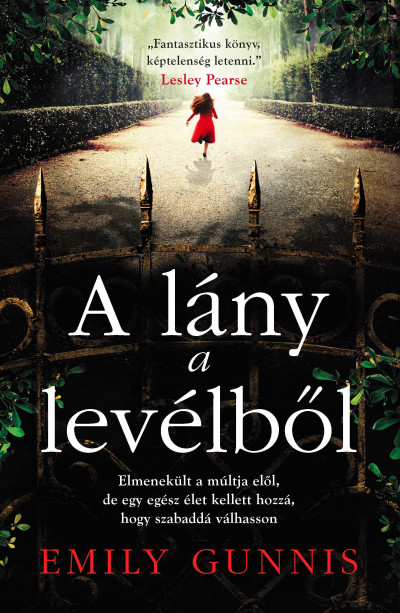 „Fantasztikus könyv,
képtelenség letenni.”
Lesley Pearse
A lány
a
levélből
Elmenekült a múltja elől,
de egy egész élet kellett hozzá,
hogy szabaddá válhasson
EMILY GUNNIS